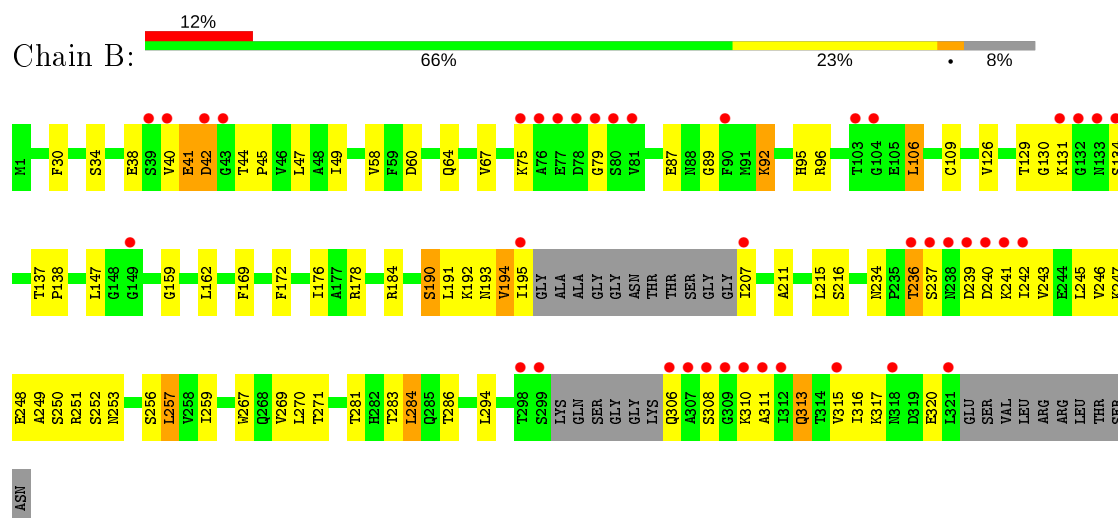 12%
Chain B:
66% 23% • 8%
M1 F30 S34 E38 S39 V40 E41 D42 G43 T44 P45 V46 L47 A48 I49 V58 F59 D60 Q64 V67 K75 A76 E77 D78 G79 S80 V81 E87 N88 G89 F90 M91 K92 H95 R96 T103 G104 E105 L106 C109 V126 T129 G130 K131 G132 N133 S134
T137 P138 L147 G148 G149 G159 L162 F169 F172 I176 A177 R178 R184 S190 L191 K192 N193 V194 I195 GLY ALA ALA GLY GLY ASN THR THR SER GLY GLY I207 A211 L215 S216 N234 P235 T236 S237 N238 D239 D240 K241 I242 V243 E244 L245 V246 K247
E248 A249 S250 R251 S252 N253 S256 L257 V258 I259 W267 Q268 V269 L270 T271 T281 H282 T283 L284 Q285 T286 L294 T298 S299 LYS GLN SER GLY GLY LYS Q306 A307 S308 G309 K310 A311 I312 Q313 T314 V315 I316 K317 N318 D319 E320 L321 GLU SER VAL LEU ARG ARG LEU THR SER
ASN